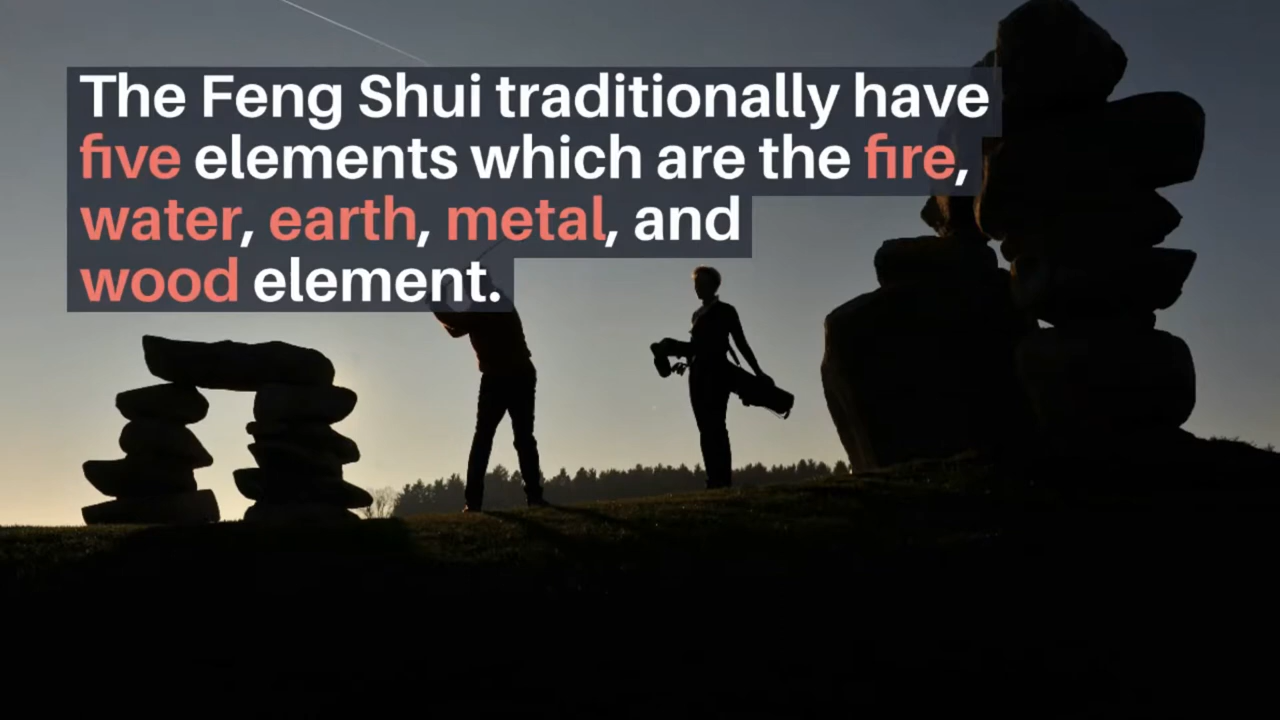 The Feng Shui traditionally have
five elements which are the fire,
water, earth, metal, and
wood element.